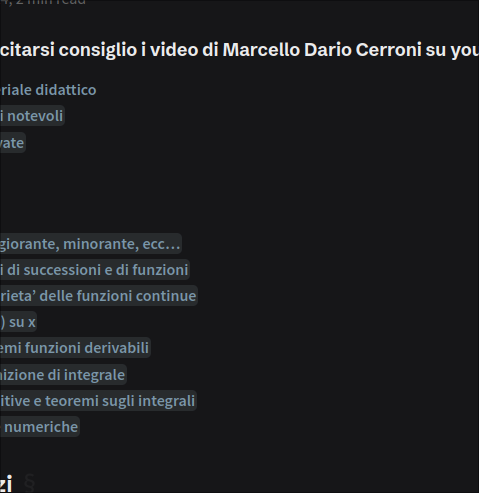 4, 2 min read
citarsi consiglio i video di Marcello Dario Cerroni su you
riale didattico
i notevoli
vate
giorante, minorante, ecc…
i di successioni e di funzioni
rieta’ delle funzioni continue
) su x
emi funzioni derivabili
nizione di integrale
itive e teoremi sugli integrali
numeriche
zi §